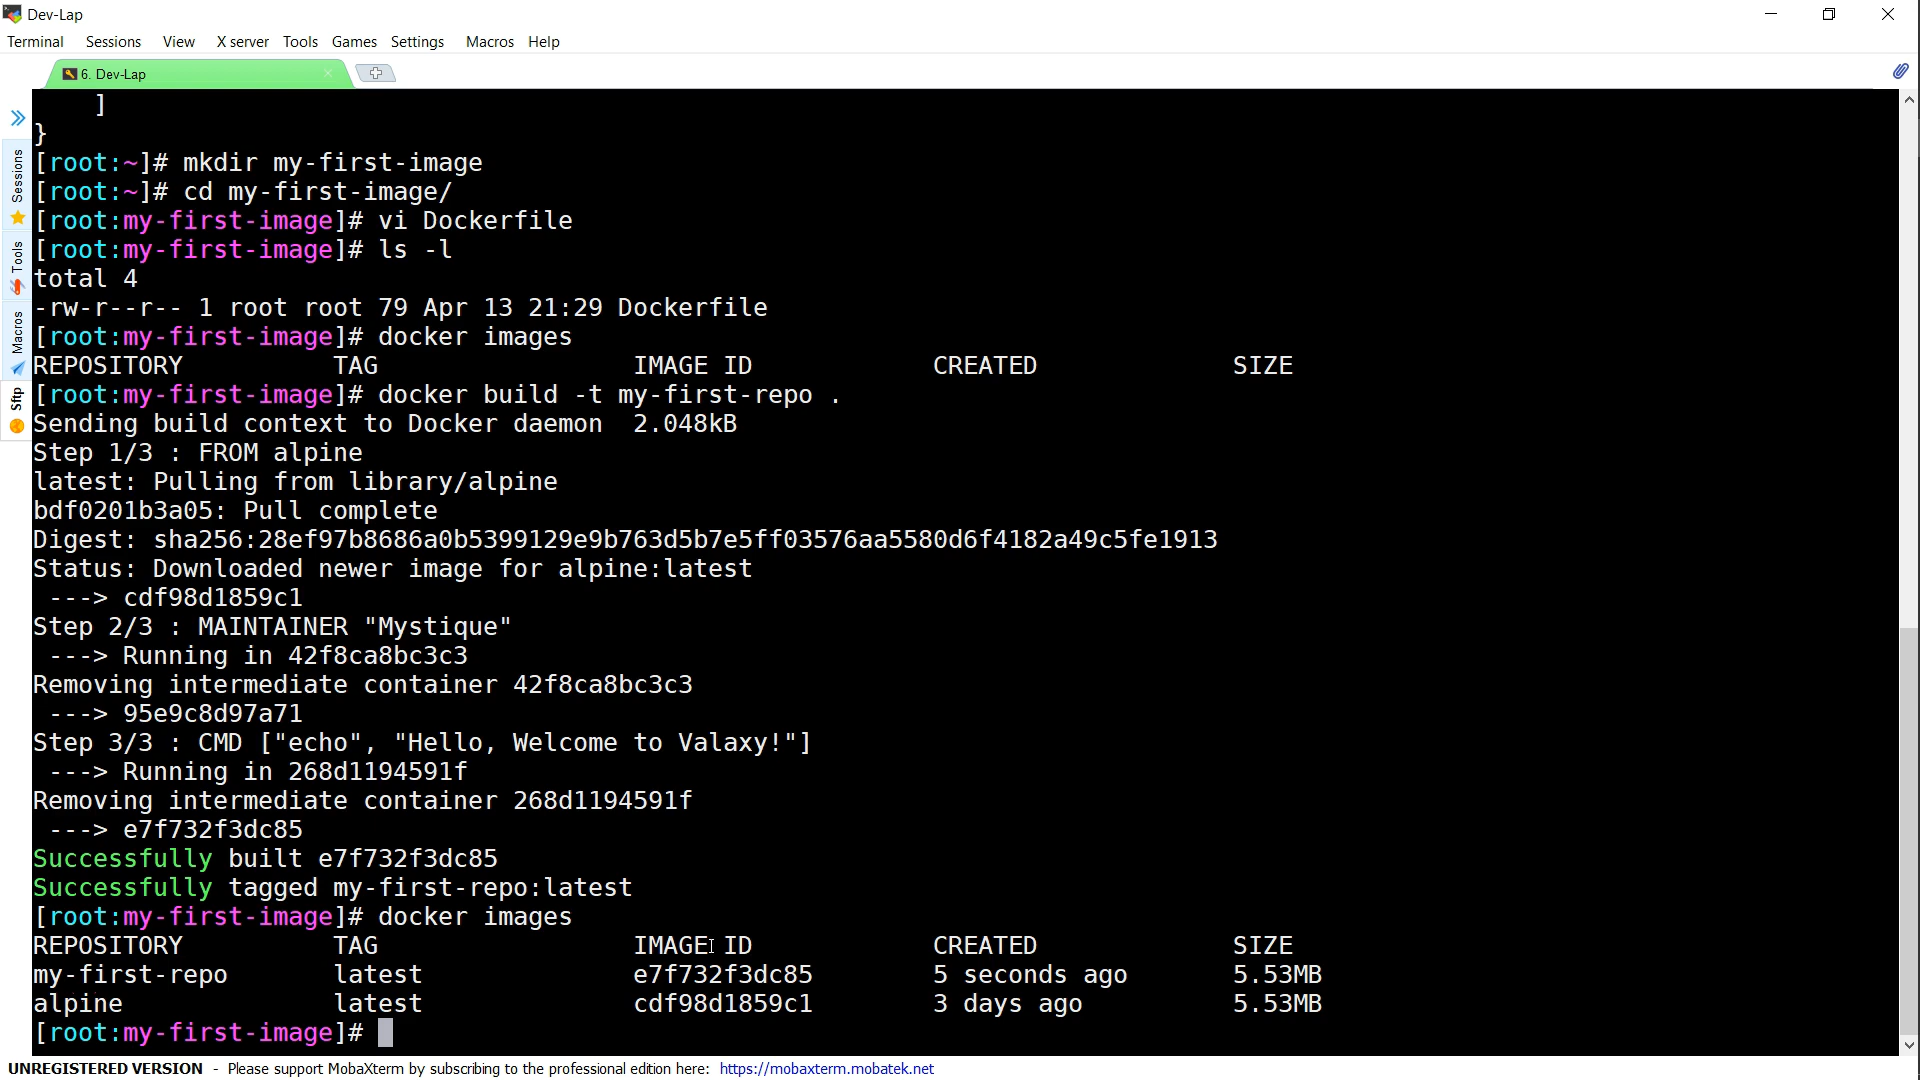 Dev-Lap
Terminal Sessions View X server Tools Games Settings Macros Help
6. Dev-Lap
Sessions
Tools
Macros
Sftp
    ]
}
[root:~]# mkdir my-first-image
[root:~]# cd my-first-image/
[root:my-first-image]# vi Dockerfile
[root:my-first-image]# ls -l
total 4
-rw-r--r-- 1 root root 79 Apr 13 21:29 Dockerfile
[root:my-first-image]# docker images
REPOSITORY          TAG                 IMAGE ID            CREATED             SIZE
[root:my-first-image]# docker build -t my-first-repo .
Sending build context to Docker daemon  2.048kB
Step 1/3 : FROM alpine
latest: Pulling from library/alpine
bdf0201b3a05: Pull complete
Digest: sha256:28ef97b8686a0b5399129e9b763d5b7e5ff03576aa5580d6f4182a49c5fe1913
Status: Downloaded newer image for alpine:latest
 ---> cdf98d1859c1
Step 2/3 : MAINTAINER "Mystique"
 ---> Running in 42f8ca8bc3c3
Removing intermediate container 42f8ca8bc3c3
 ---> 95e9c8d97a71
Step 3/3 : CMD ["echo", "Hello, Welcome to Valaxy!"]
 ---> Running in 268d1194591f
Removing intermediate container 268d1194591f
 ---> e7f732f3dc85
Successfully built e7f732f3dc85
Successfully tagged my-first-repo:latest
[root:my-first-image]# docker images
REPOSITORY          TAG                 IMAGE ID            CREATED             SIZE
my-first-repo       latest              e7f732f3dc85        5 seconds ago       5.53MB
alpine              latest              cdf98d1859c1        3 days ago          5.53MB
[root:my-first-image]#
UNREGISTERED VERSION - Please support MobaXterm by subscribing to the professional edition here: https://mobaxterm.mobatek.net